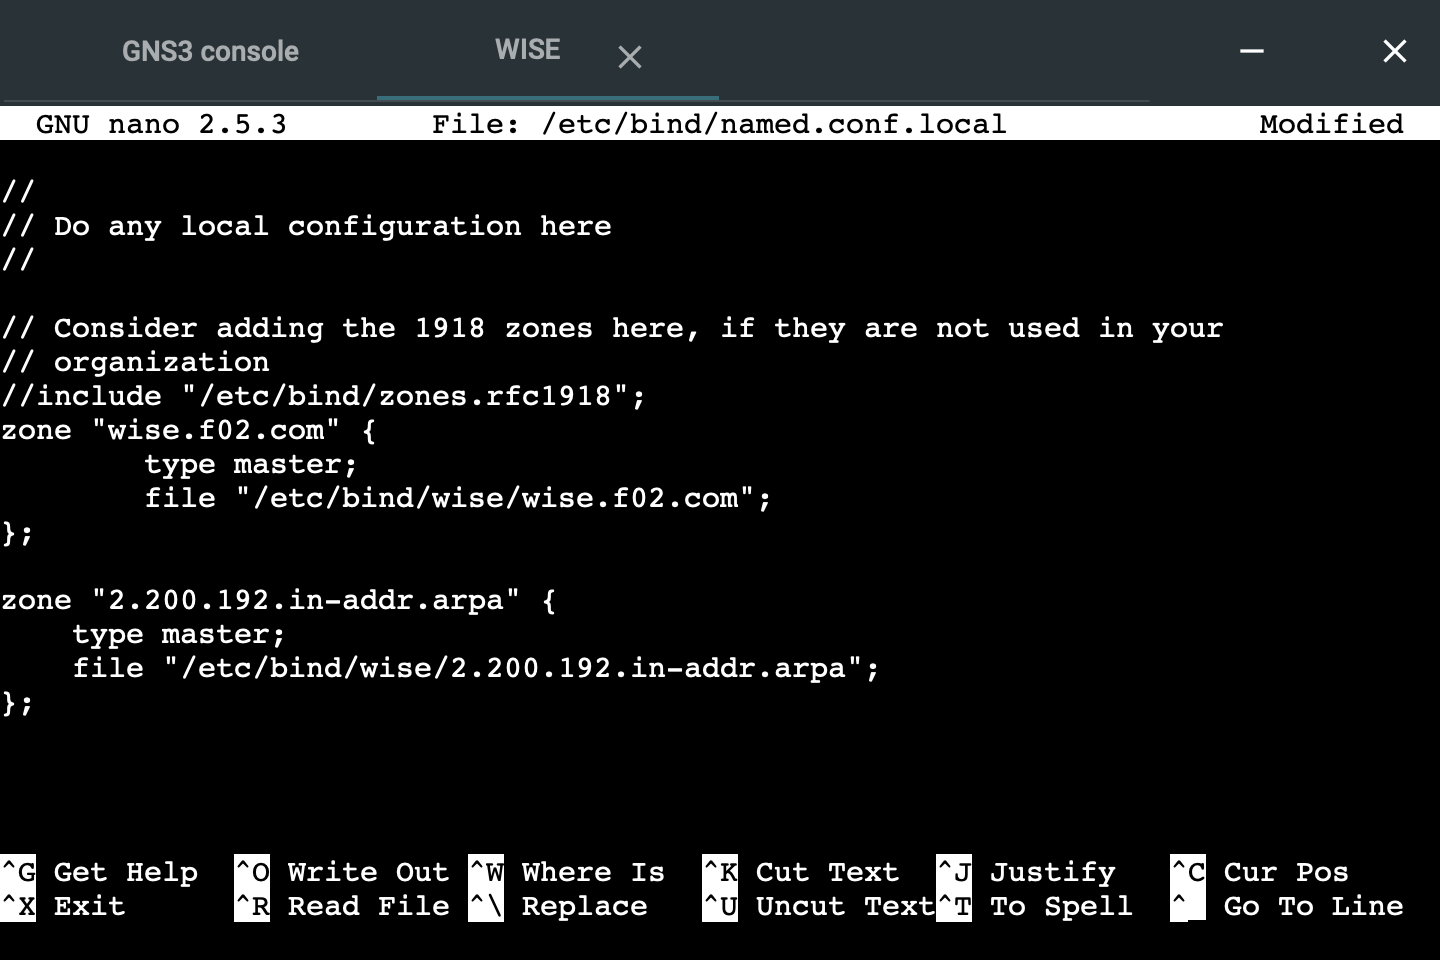 GNS3 console WISE
GNU nano 2.5.3 File: /etc/bind/named.conf.local Modified
//
// Do any local configuration here
//
// Consider adding the 1918 zones here, if they are not used in your
// organization
//include "/etc/bind/zones.rfc1918";
zone "wise.f02.com" {
type master;
file "/etc/bind/wise/wise.f02.com";
};
zone "2.200.192.in-addr.arpa" {
type master;
file "/etc/bind/wise/2.200.192.in-addr.arpa";
};
^G Get Help ^O Write Out ^W Where Is ^K Cut Text ^J Justify ^C Cur Pos
^X Exit ^R Read File ^\ Replace ^U Uncut Text ^T To Spell ^_ Go To Line